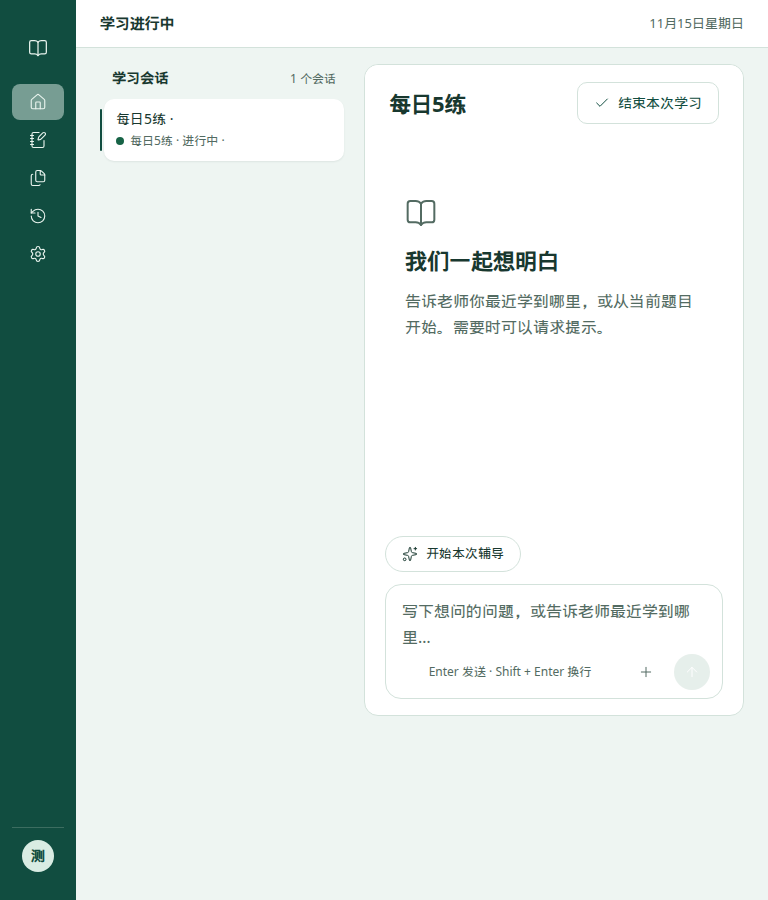 学习进行中
11月15日星期日
学习会话
1 个会话
每日5练 ·
每日5练 · 进行中 ·
每日5练
结束本次学习
我们一起想明白
告诉老师你最近学到哪里，或从当前题目
开始。需要时可以请求提示。
开始本次辅导
写下想问的问题，或告诉老师最近学到哪
里...
Enter 发送 · Shift + Enter 换行
测